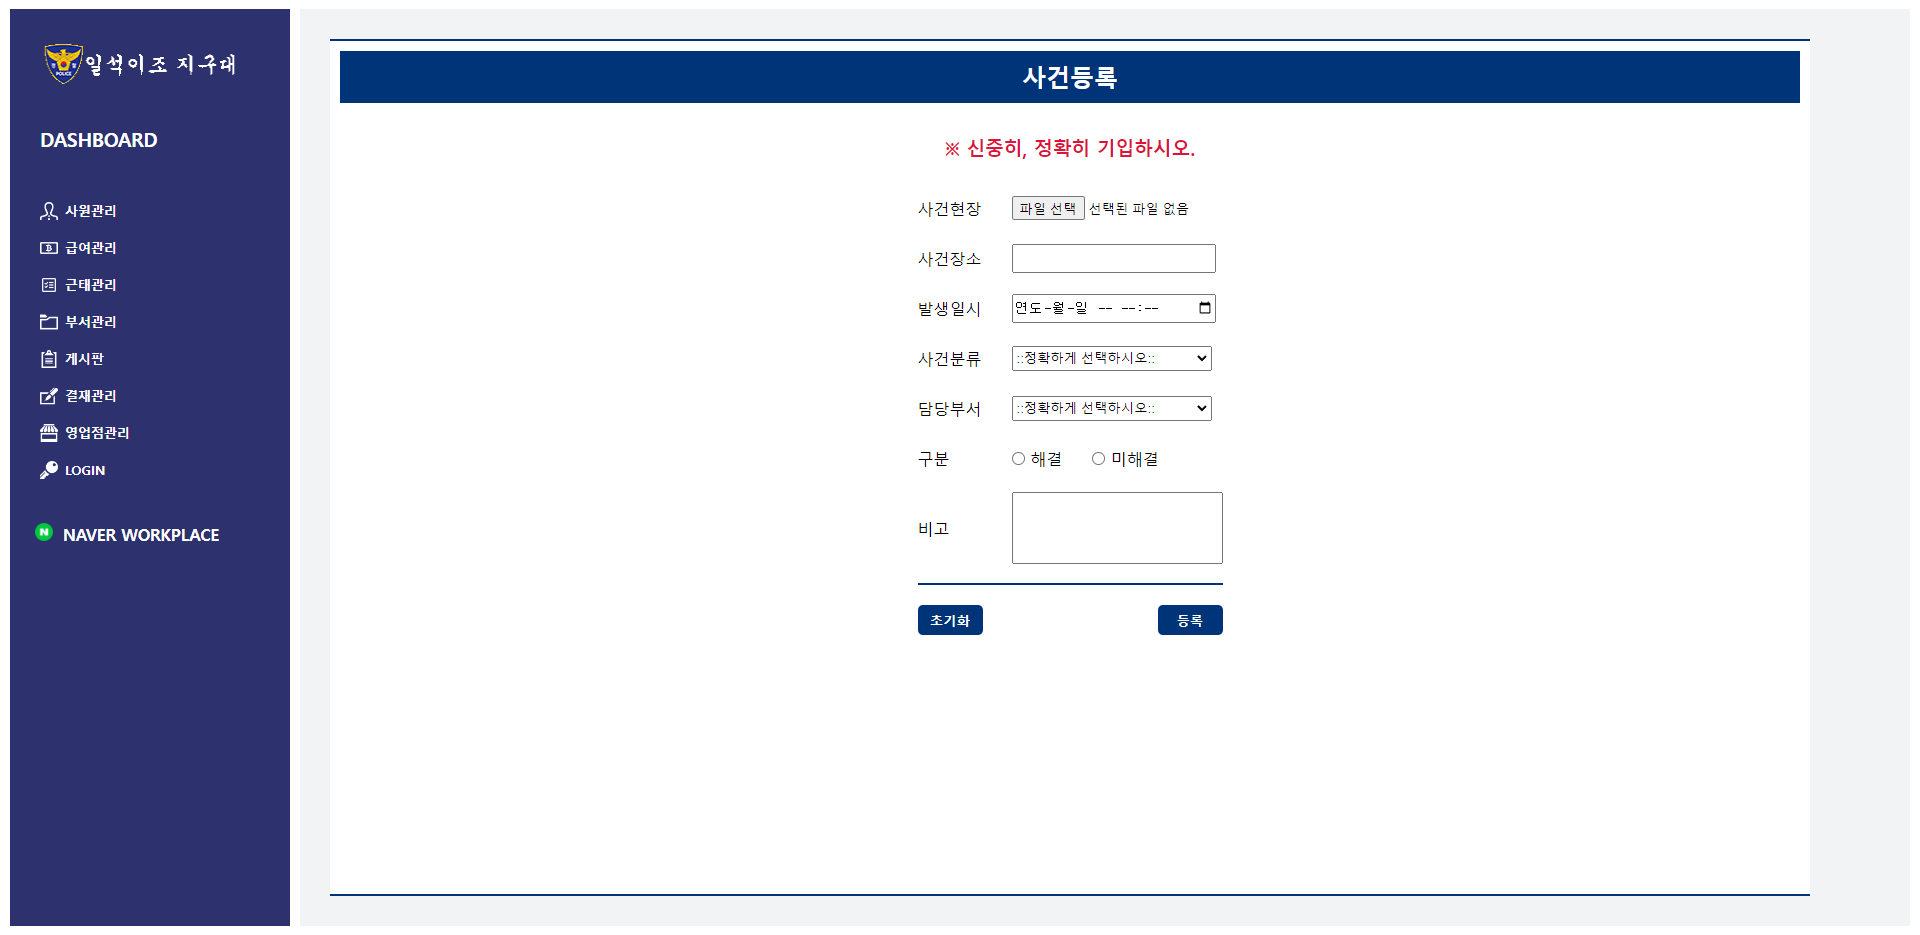 일석이조 지구대
DASHBOARD
사원관리
급여관리
근태관리
부서관리
게시판
결재관리
영업점관리
LOGIN
N NAVER WORKPLACE
사건등록
※ 신중히, 정확히 기입하시오.
사건현장 파일 선택 선택된 파일 없음
사건장소
발생일시 연도-월-일 -- --:--
사건분류 ::정확하게 선택하시오::
담당부서 ::정확하게 선택하시오::
구분 해결 미해결
비고
초기화 등록